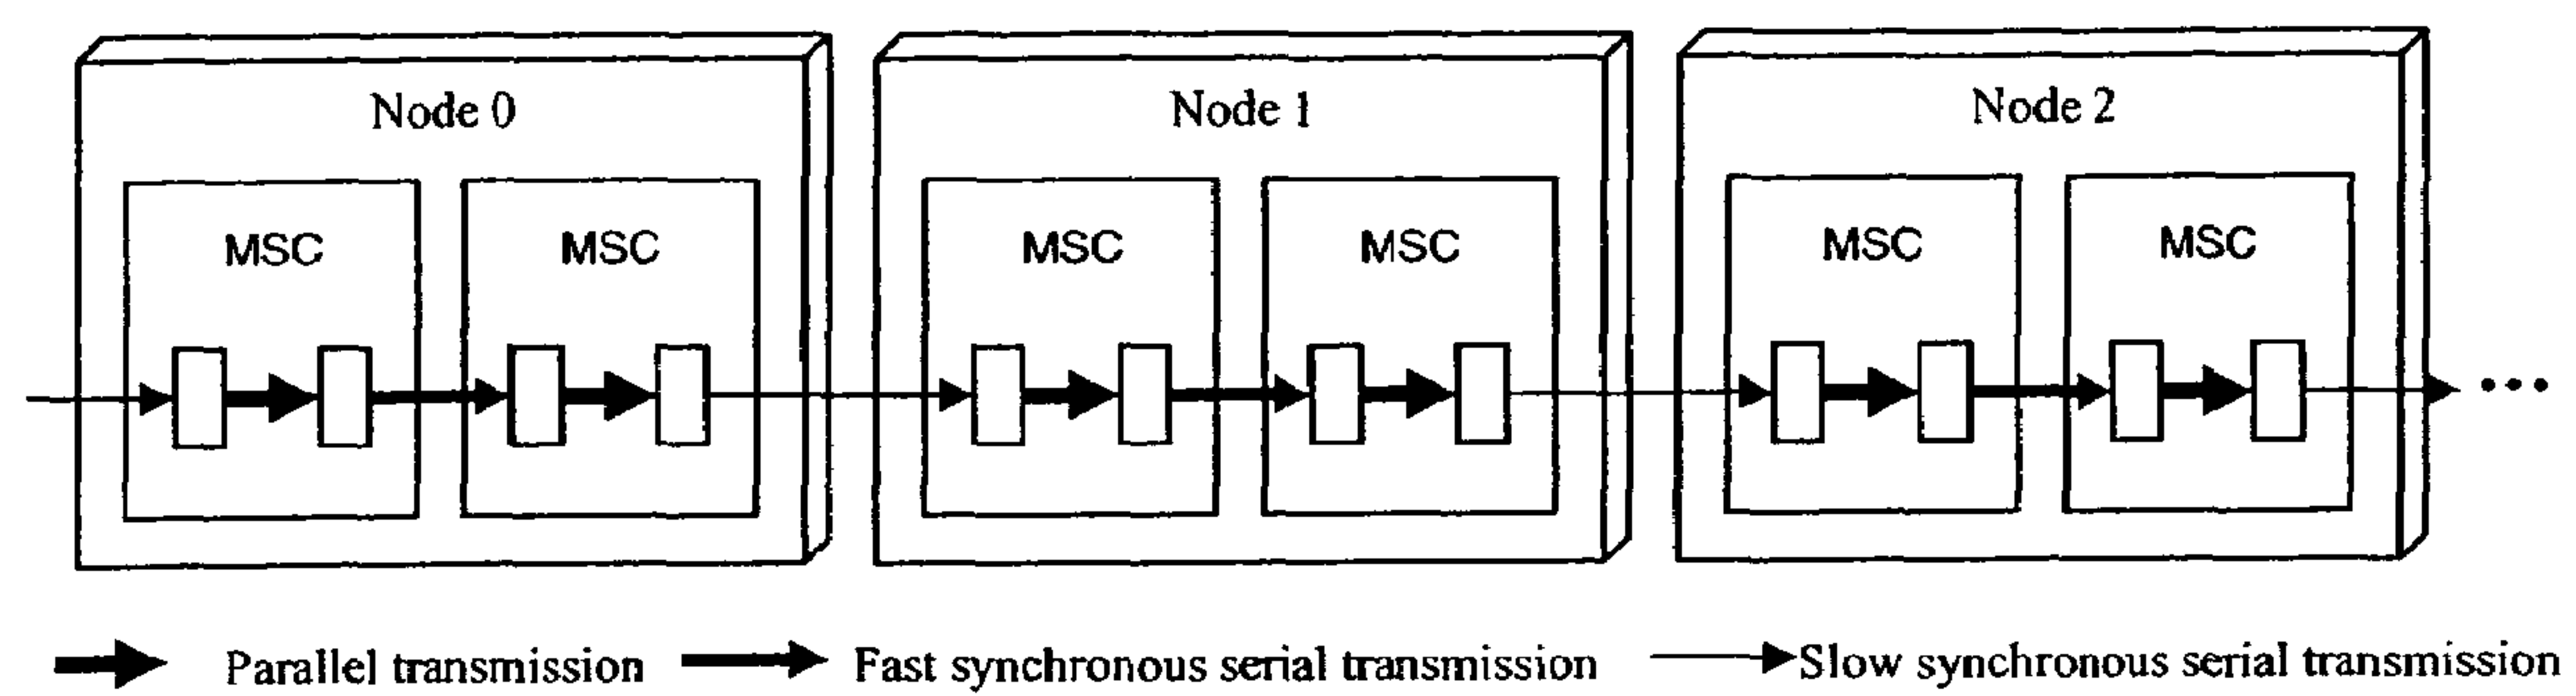 Node 0
Node 1
Node 2
MSC MSC MSC MSC MSC MSC
Parallel transmission Fast synchronous serial transmission Slow synchronous serial transmission